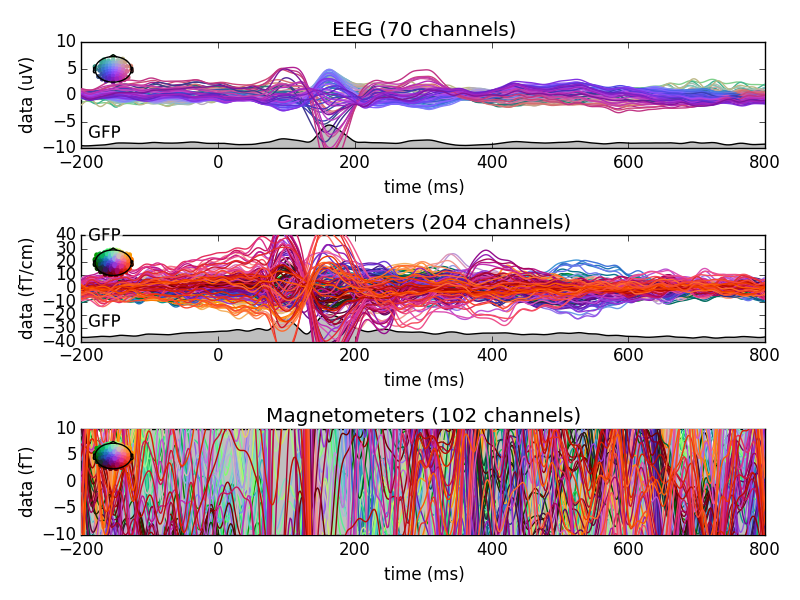 EEG (70 channels)
data (uV)
10
5
0
−5
−10
GFP
−200 0 200 400 600 800
time (ms)
Gradiometers (204 channels)
data (fT/cm)
40
30
20
10
0
−10
−20
−30
−40
GFP
GFP
−200 0 200 400 600 800
time (ms)
Magnetometers (102 channels)
data (fT)
10
5
0
−5
−10
−200 0 200 400 600 800
time (ms)